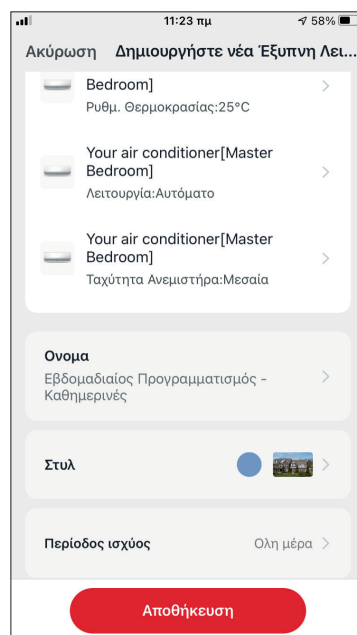 11:23 πμ
58%
Ακύρωση Δημιουργήστε νέα Έξυπνη Λει...
Bedroom]
Ρυθμ. Θερμοκρασίας:25°C
Your air conditioner[Master
Bedroom]
Λειτουργία:Αυτόματο
Your air conditioner[Master
Bedroom]
Ταχύτητα Ανεμιστήρα:Μεσαία
Ονομα
Εβδομαδιαίος Προγραμματισμός -
Καθημερινές
Στυλ
Περίοδος ισχύος Ολη μέρα
Αποθήκευση